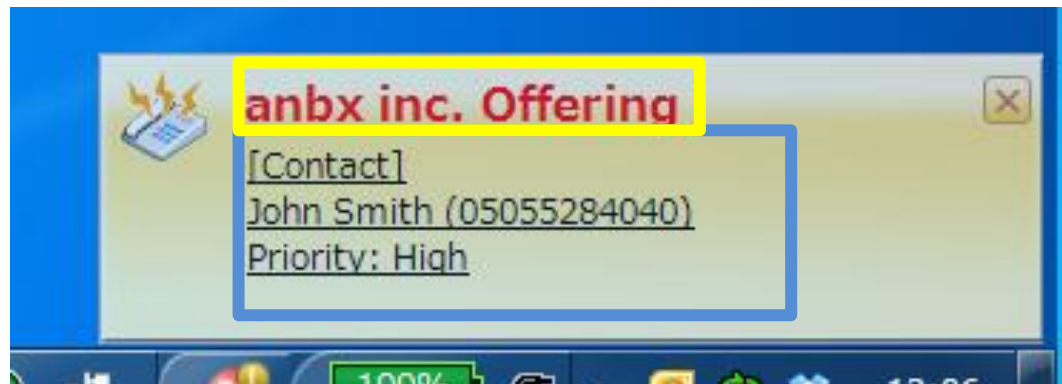 anbx inc. Offering
[Contact]
John Smith (05055284040)
Priority: High
100%